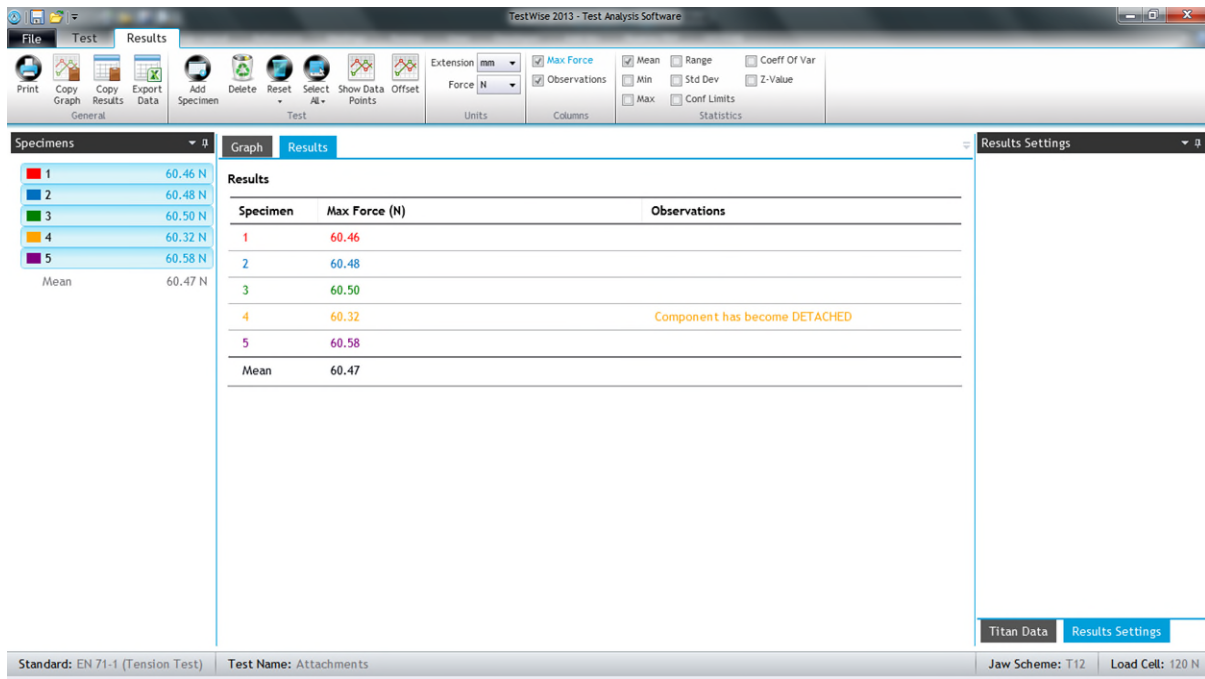 TestWise 2013 - Test Analysis Software
File Test Results
Print
Copy Graph
Copy Results
Export Data
Add Specimen
Delete
Reset
Select All
Show Data Points
Offset
Extension mm
Force N
Max Force
Observations
Mean Range Coeff Of Var
Min Std Dev Z-Value
Max Conf Limits
General Test Units Columns Statistics
Specimens
1 60.46 N
2 60.48 N
3 60.50 N
4 60.32 N
5 60.58 N
Mean 60.47 N
Graph Results
Results
Specimen Max Force (N) Observations
1 60.46
2 60.48
3 60.50
4 60.32 Component has become DETACHED
5 60.58
Mean 60.47
Results Settings
Titan Data Results Settings
Standard: EN 71-1 (Tension Test) Test Name: Attachments Jaw Scheme: T12 Load Cell: 120 N